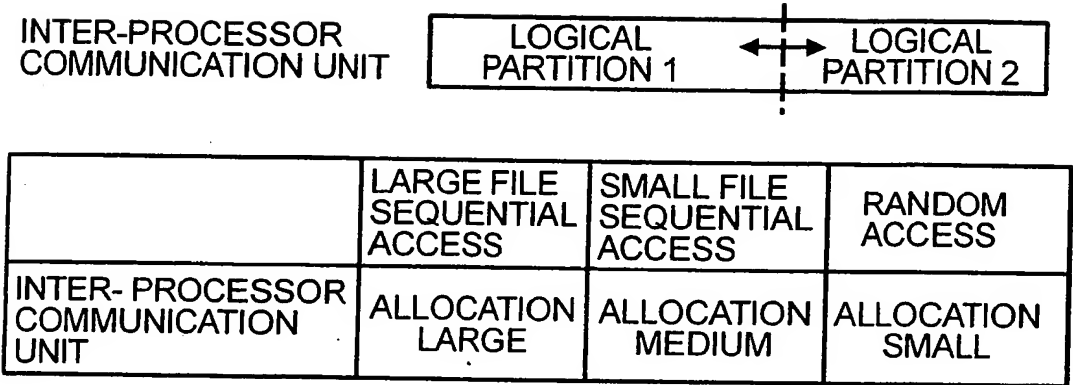 INTER-PROCESSOR
COMMUNICATION UNIT
LOGICAL
PARTITION 1
LOGICAL
PARTITION 2
LARGE FILE
SEQUENTIAL
ACCESS
SMALL FILE
SEQUENTIAL
ACCESS
RANDOM
ACCESS
INTER- PROCESSOR
COMMUNICATION
UNIT
ALLOCATION
LARGE
ALLOCATION
MEDIUM
ALLOCATION
SMALL